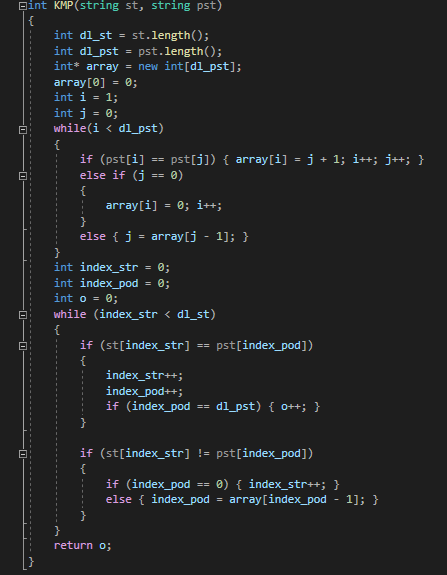 int KMP(string st, string pst)
{
    int dl_st = st.length();
    int dl_pst = pst.length();
    int* array = new int[dl_pst];
    array[0] = 0;
    int i = 1;
    int j = 0;
    while(i < dl_pst)
    {
        if (pst[i] == pst[j]) { array[i] = j + 1; i++; j++; }
        else if (j == 0)
        {
            array[i] = 0; i++;
        }
        else { j = array[j - 1]; }
    }
    int index_str = 0;
    int index_pod = 0;
    int o = 0;
    while (index_str < dl_st)
    {
        if (st[index_str] == pst[index_pod])
        {
            index_str++;
            index_pod++;
            if (index_pod == dl_pst) { o++; }
        }

        if (st[index_str] != pst[index_pod])
        {
            if (index_pod == 0) { index_str++; }
            else { index_pod = array[index_pod - 1]; }
        }
    }
    return o;
}